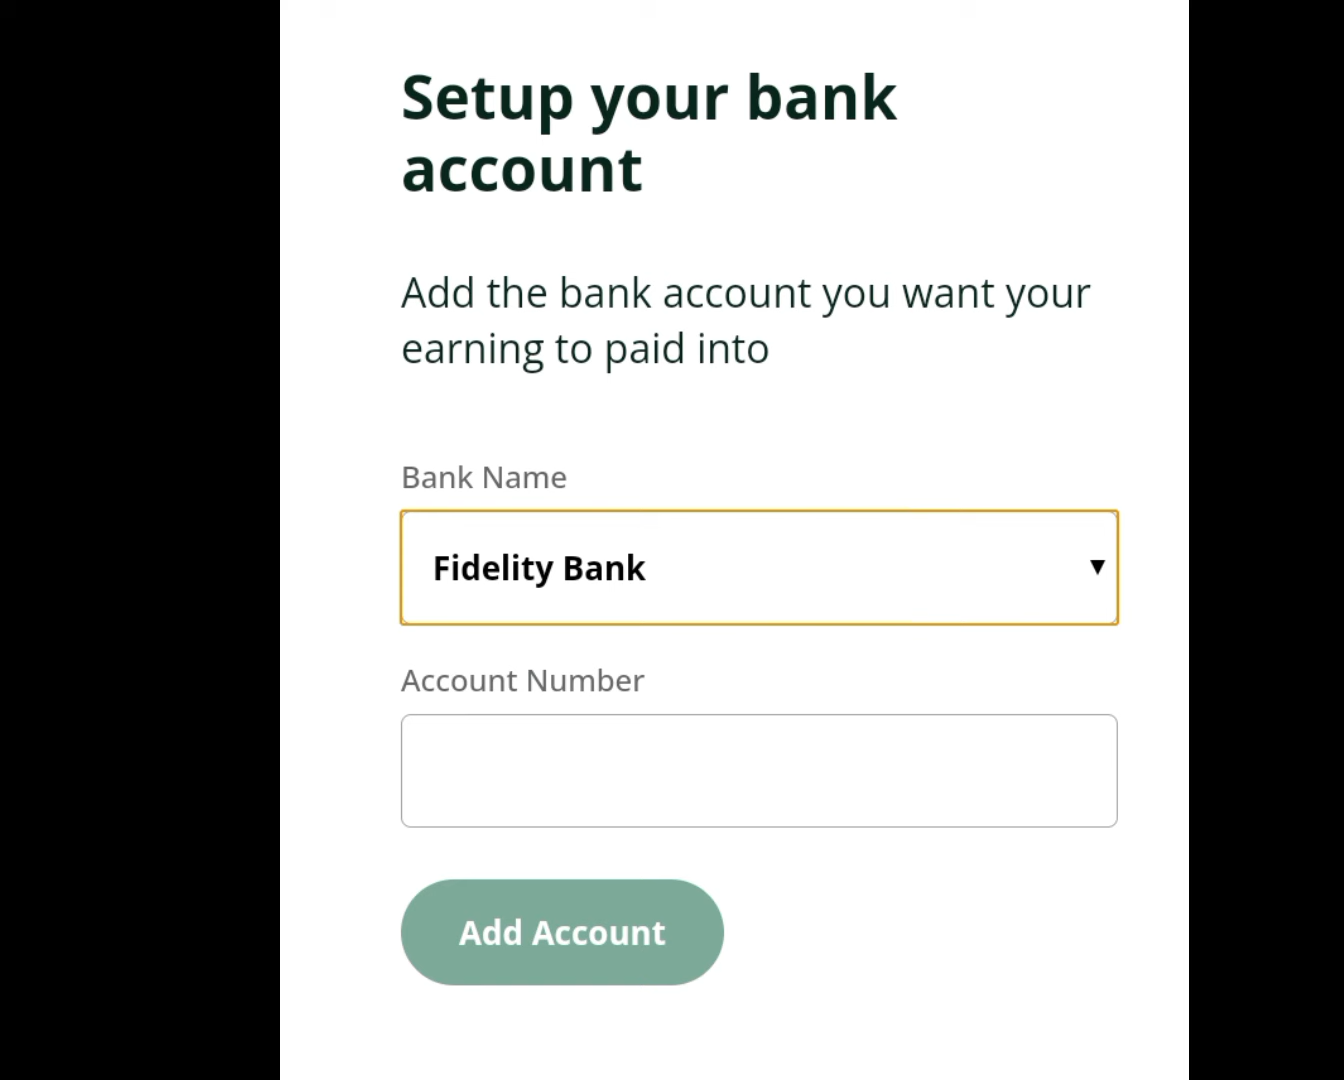 Setup your bank
account
Add the bank account you want your
earning to paid into
Bank Name
Fidelity Bank
Account Number
Add Account